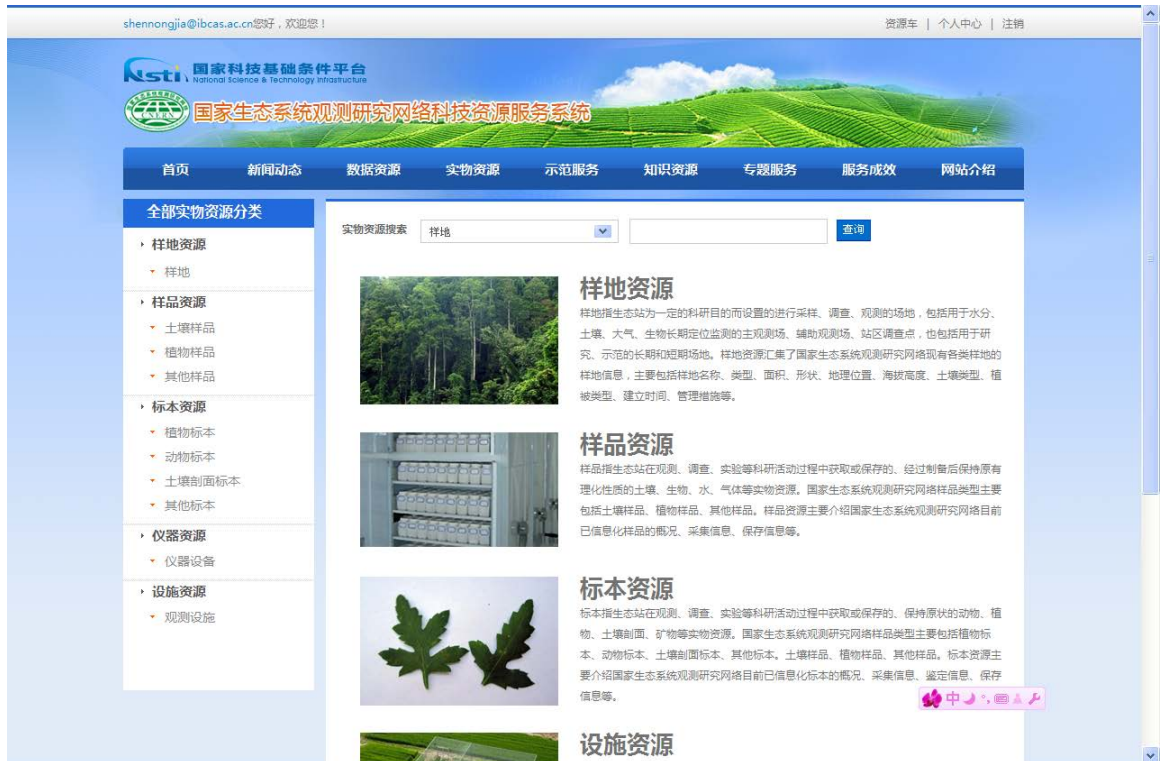 shennongjia@ibcas.ac.cn您好，欢迎您！
资源车 | 个人中心 | 注销
Nsti 国家科技基础条件平台
National Science & Technology Infrastructure
CNERN 国家生态系统观测研究网络科技资源服务系统
首页 新闻动态 数据资源 实物资源 示范服务 知识资源 专题服务 服务成效 网站介绍
全部实物资源分类
样地资源
样地
样品资源
土壤样品
植物样品
其他样品
标本资源
植物标本
动物标本
土壤剖面标本
其他标本
仪器资源
仪器设备
设施资源
观测设施
实物资源搜索 样地 查询
样地资源
样地指生态站为一定的科研目的而设置的进行采样、调查、观测的场地，包括用于水分、
土壤、大气、生物长期定位监测的主观测场、辅助观测场、站区调查点，也包括用于研
究、示范的长期和短期场地。样地资源汇集了国家生态系统观测研究网络现有各类样地的
样地信息，主要包括样地名称、类型、面积、形状、地理位置、海拔高度、土壤类型、植
被类型、建立时间、管理措施等。
样品资源
样品指生态站在观测、调查、实验等科研活动过程中获取或保存的、经过制备后保持原有
理化性质的土壤、生物、水、气体等实物资源。国家生态系统观测研究网络样品类型主要
包括土壤样品、植物样品、其他样品。样品资源主要介绍国家生态系统观测研究网络目前
已信息化样品的概况、采集信息、保存信息等。
标本资源
标本指生态站在观测、调查、实验等科研活动过程中获取或保存的、保持原状的动物、植
物、土壤剖面、矿物等实物资源。国家生态系统观测研究网络样品类型主要包括植物标
本、动物标本、土壤剖面标本、其他标本。土壤样品、植物样品、其他样品。标本资源主
要介绍国家生态系统观测研究网络目前已信息化标本的概况、采集信息、鉴定信息、保存
信息等。
中
设施资源